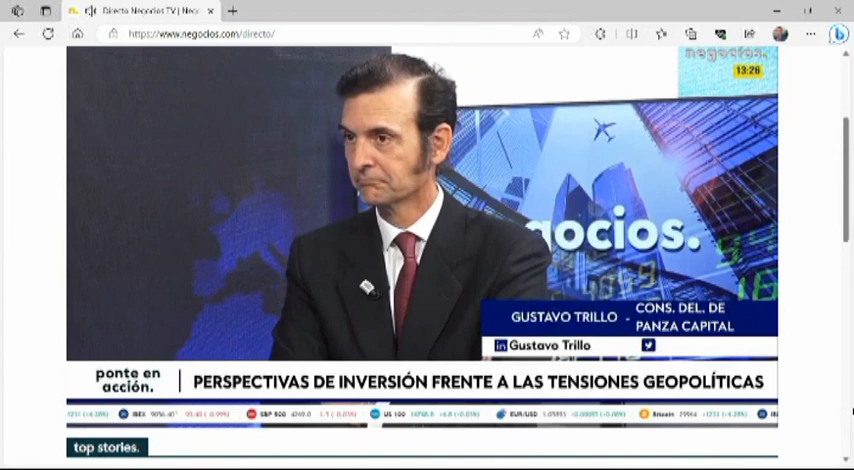 Directo Negocios TV | Nego
https://www.negocios.com/directo/
negocios.
13:26
gocios.
GUSTAVO TRILLO - CONS. DEL. DE
PANZA CAPITAL
in Gustavo Trillo
ponte en
acción.
PERSPECTIVAS DE INVERSIÓN FRENTE A LAS TENSIONES GEOPOLÍTICAS
IBEX S&P 500 US 100 EUR/USD Bitcoin
top stories.